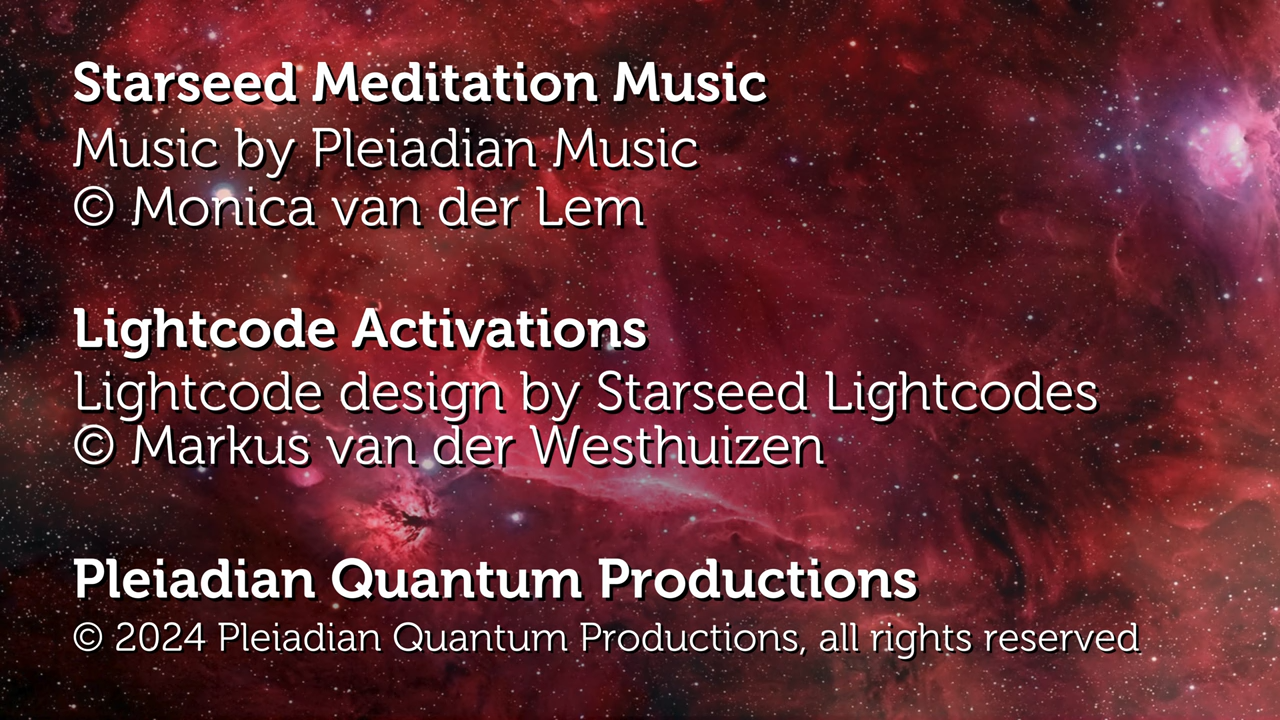 Starseed Meditation Music
Music by Pleiadian Music
© Monica van der Lem
Lightcode Activations
Lightcode design by Starseed Lightcodes
© Markus van der Westhuizen
Pleiadian Quantum Productions
© 2024 Pleiadian Quantum Productions, all rights reserved